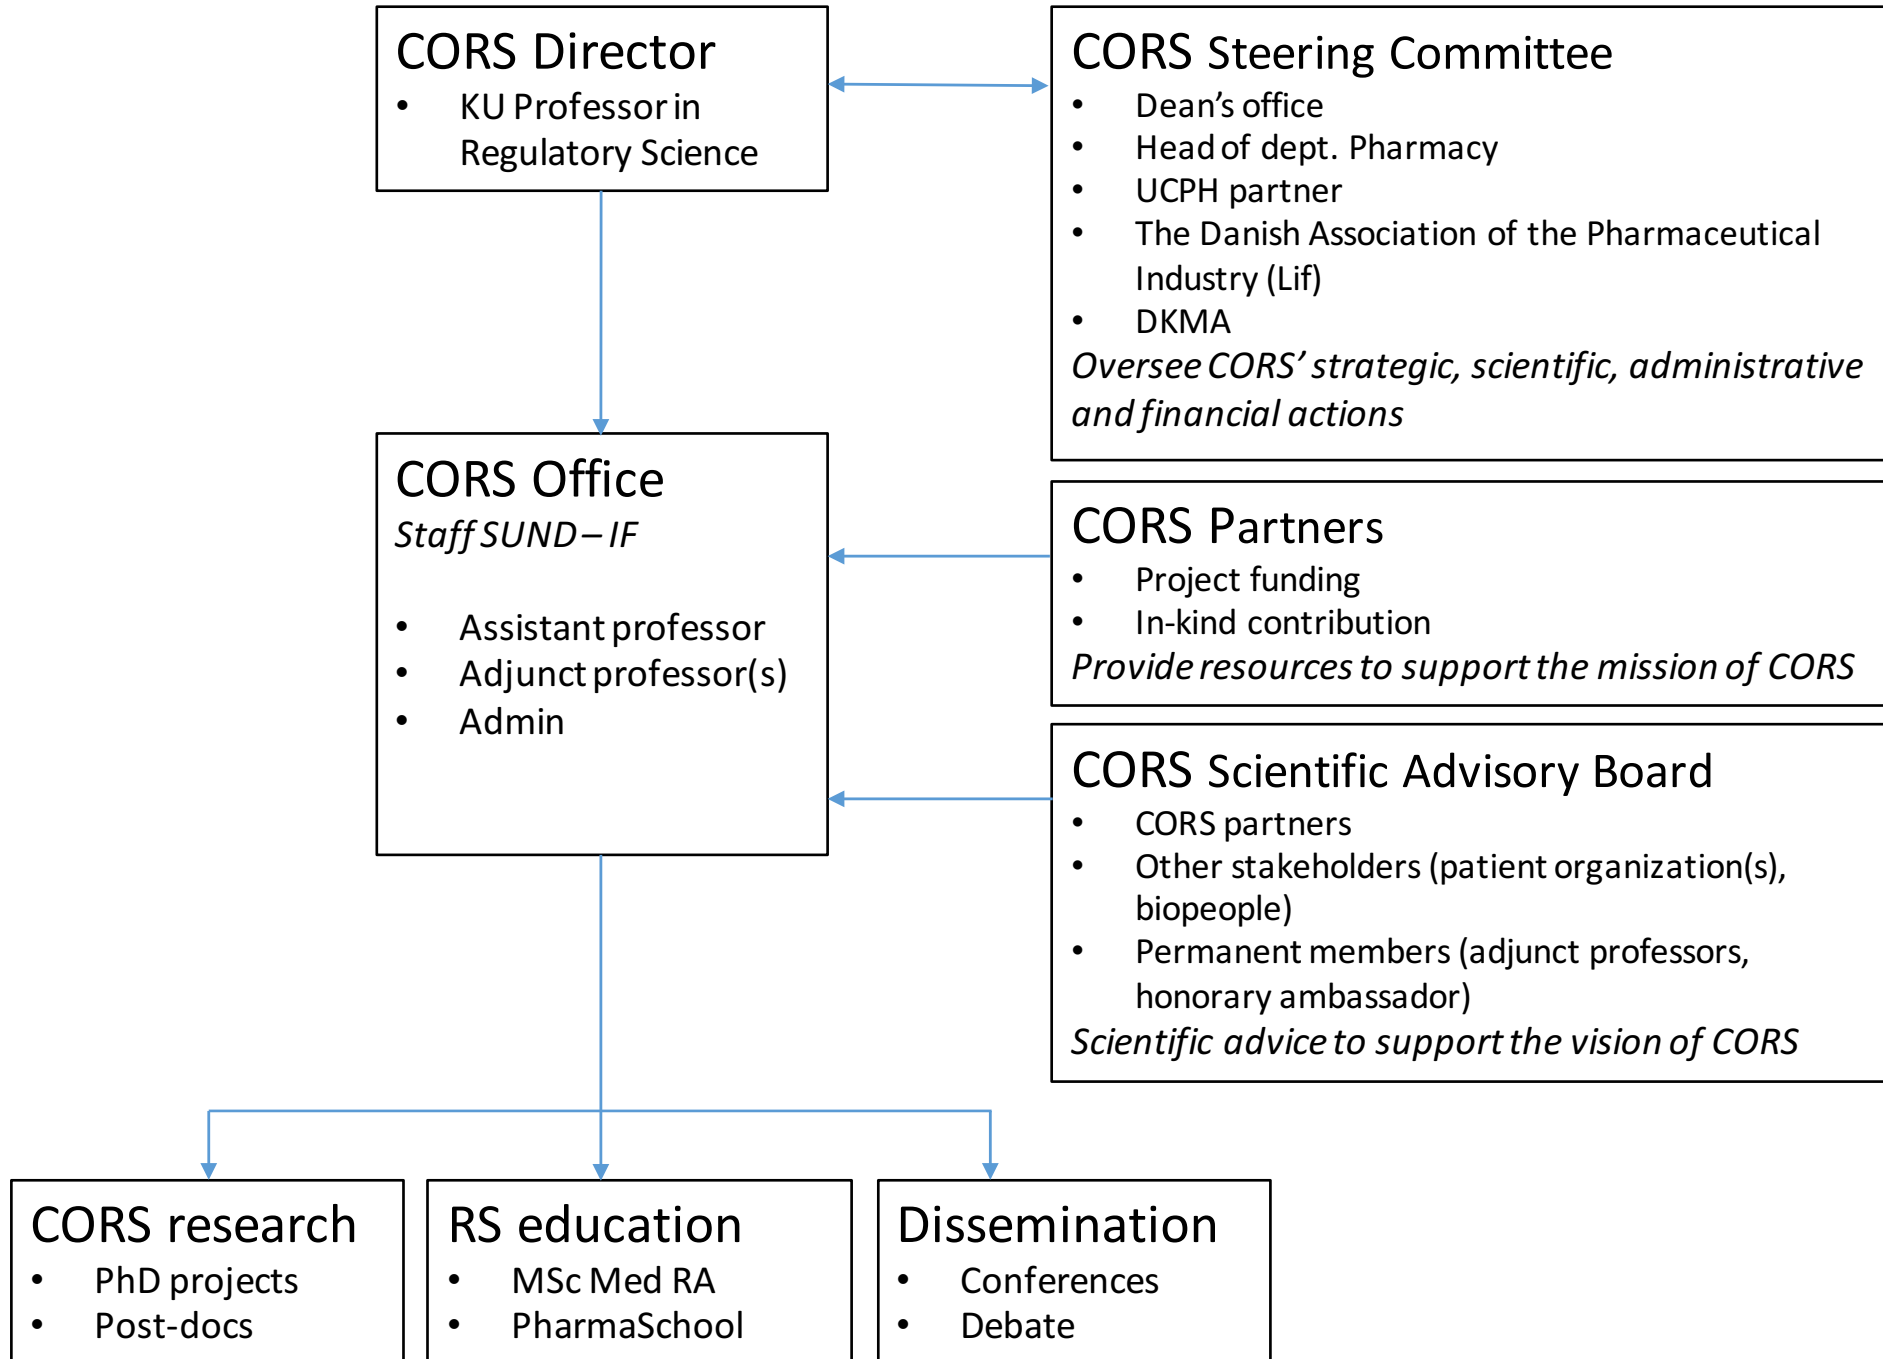 CORS Director
• KU Professor in
Regulatory Science
CORS Steering Committee
• Dean’s office
• Head of dept. Pharmacy
• UCPH partner
• The Danish Association of the Pharmaceutical
Industry (Lif)
• DKMA
Oversee CORS’ strategic, scientific, administrative
and financial actions
CORS Office
Staff SUND – IF
• Assistant professor
• Adjunct professor(s)
• Admin
CORS Partners
• Project funding
• In-kind contribution
Provide resources to support the mission of CORS
CORS Scientific Advisory Board
• CORS partners
• Other stakeholders (patient organization(s),
biopeople)
• Permanent members (adjunct professors,
honorary ambassador)
Scientific advice to support the vision of CORS
CORS research
• PhD projects
• Post-docs
RS education
• MSc Med RA
• PharmaSchool
Dissemination
• Conferences
• Debate